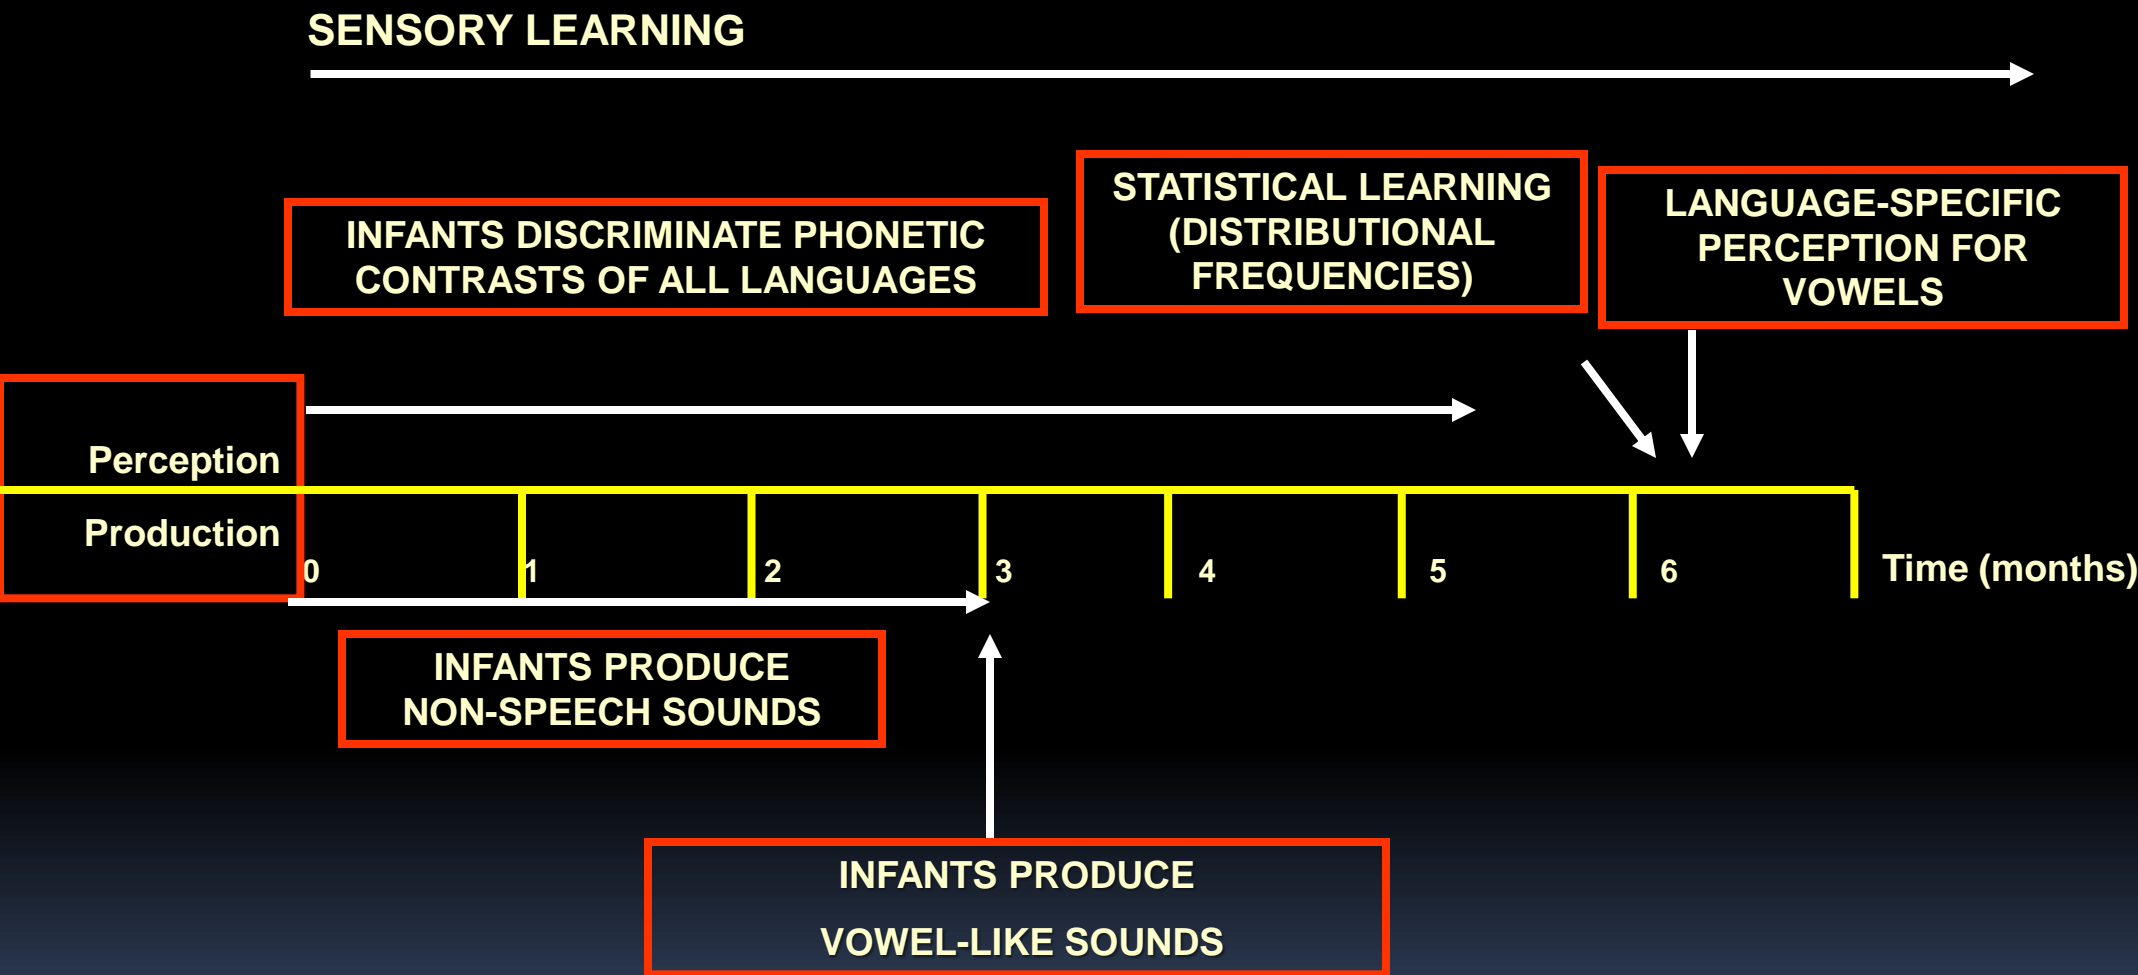 SENSORY LEARNING
INFANTS DISCRIMINATE PHONETIC
CONTRASTS OF ALL LANGUAGES
STATISTICAL LEARNING
(DISTRIBUTIONAL
FREQUENCIES)
LANGUAGE-SPECIFIC
PERCEPTION FOR
VOWELS
Perception
Production
0 1 2 3 4 5 6 Time (months)
INFANTS PRODUCE
NON-SPEECH SOUNDS
INFANTS PRODUCE
VOWEL-LIKE SOUNDS